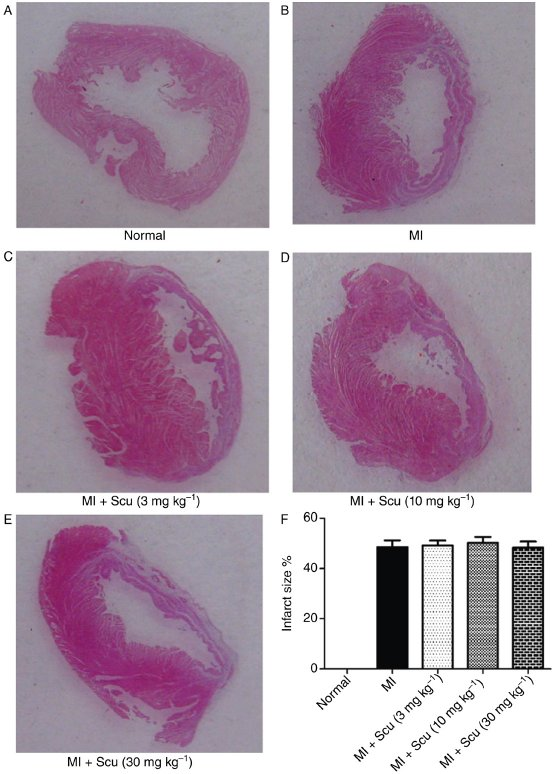 A
B
Normal
MI
C
D
MI + Scu (3 mg kg⁻¹)
MI + Scu (10 mg kg⁻¹)
E
F
60
40
20
0
Infarct size %
Normal
MI
MI + Scu (3 mg kg⁻¹)
MI + Scu (10 mg kg⁻¹)
MI + Scu (30 mg kg⁻¹)
MI + Scu (30 mg kg⁻¹)